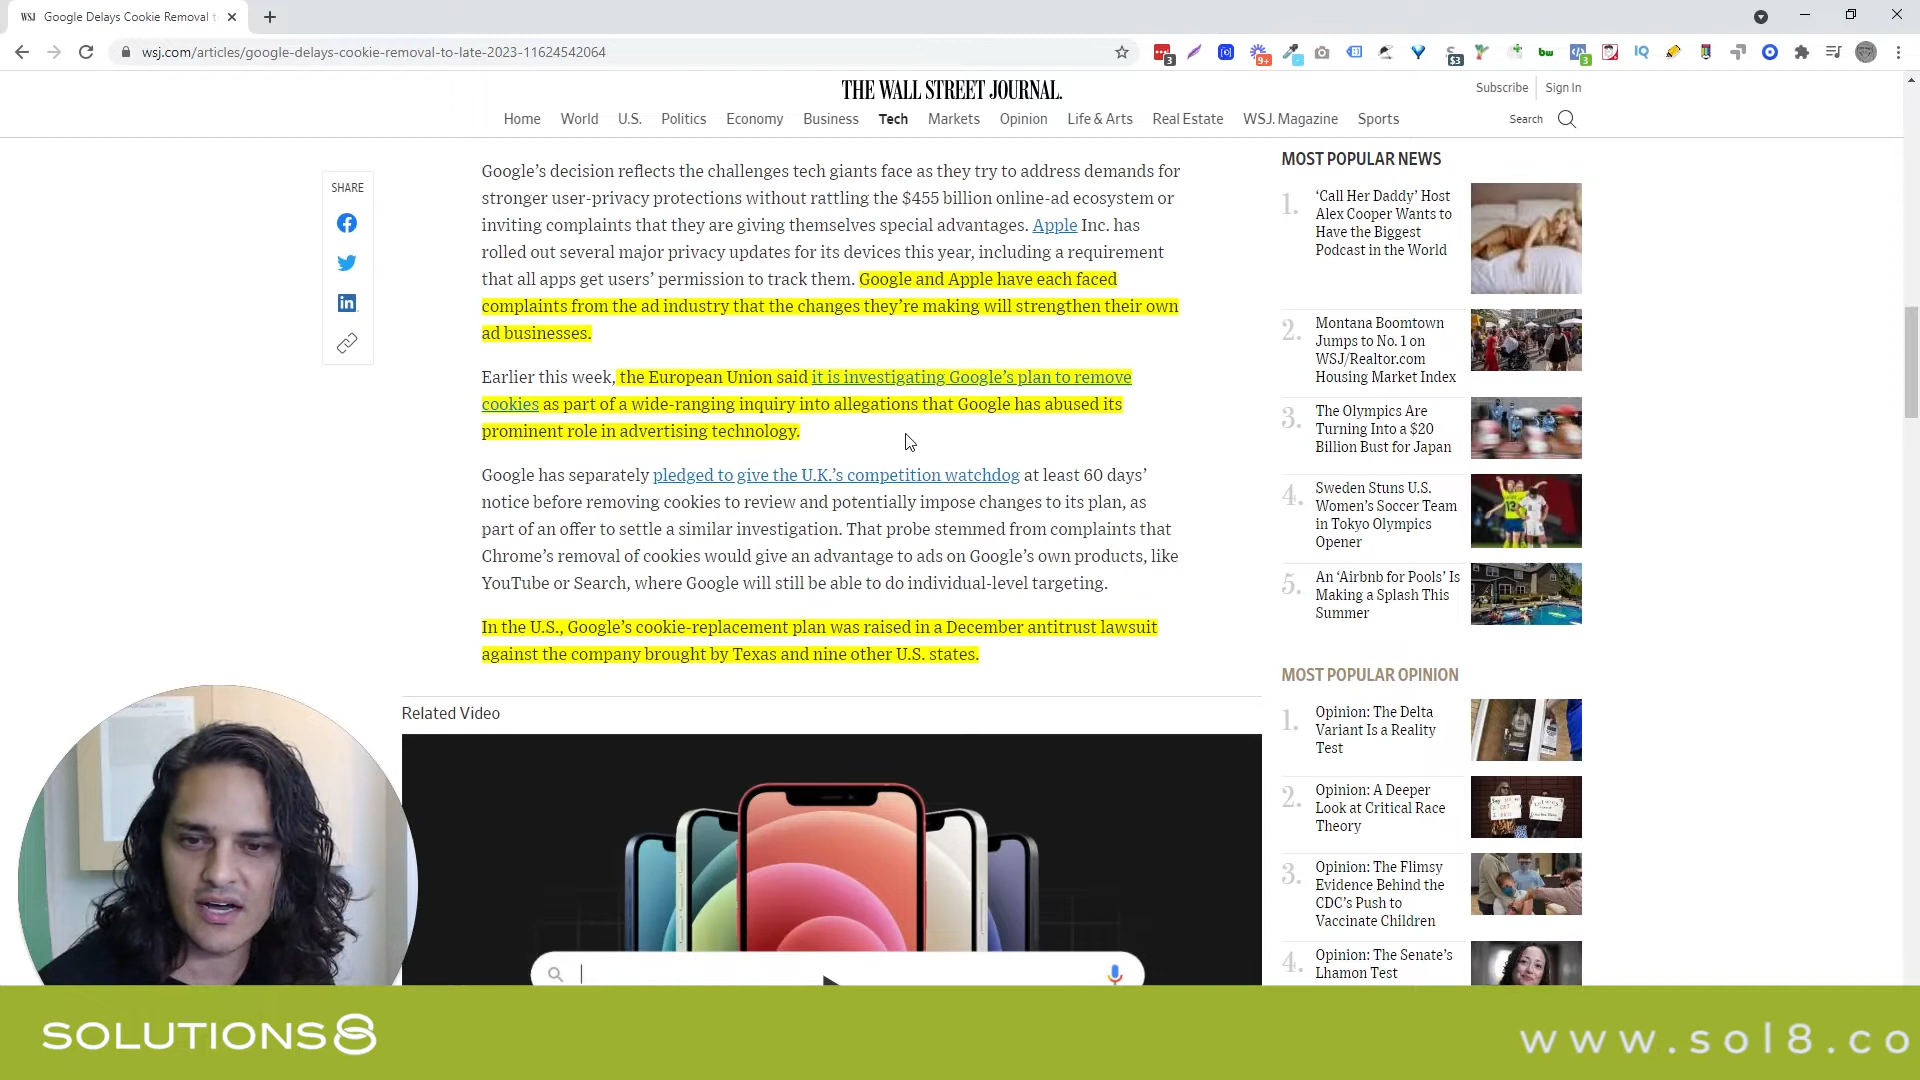 WSJ Google Delays Cookie Removal t
wsj.com/articles/google-delays-cookie-removal-to-late-2023-11624542064
3
9+
$3
bw
3
IQ
THE WALL STREET JOURNAL.
Subscribe
Sign In
Home World U.S. Politics Economy Business Tech Markets Opinion Life & Arts Real Estate WSJ. Magazine Sports
Search
SHARE
Google’s decision reflects the challenges tech giants face as they try to address demands for
stronger user-privacy protections without rattling the $455 billion online-ad ecosystem or
inviting complaints that they are giving themselves special advantages. Apple Inc. has
rolled out several major privacy updates for its devices this year, including a requirement
that all apps get users’ permission to track them. Google and Apple have each faced
complaints from the ad industry that the changes they’re making will strengthen their own
ad businesses.
Earlier this week, the European Union said it is investigating Google’s plan to remove
cookies as part of a wide-ranging inquiry into allegations that Google has abused its
prominent role in advertising technology.
Google has separately pledged to give the U.K.’s competition watchdog at least 60 days’
notice before removing cookies to review and potentially impose changes to its plan, as
part of an offer to settle a similar investigation. That probe stemmed from complaints that
Chrome’s removal of cookies would give an advantage to ads on Google’s own products, like
YouTube or Search, where Google will still be able to do individual-level targeting.
In the U.S., Google’s cookie-replacement plan was raised in a December antitrust lawsuit
against the company brought by Texas and nine other U.S. states.
Related Video
MOST POPULAR NEWS
1.
‘Call Her Daddy’ Host
Alex Cooper Wants to
Have the Biggest
Podcast in the World
2.
Montana Boomtown
Jumps to No. 1 on
WSJ/Realtor.com
Housing Market Index
3.
The Olympics Are
Turning Into a $20
Billion Bust for Japan
4.
Sweden Stuns U.S.
Women’s Soccer Team
in Tokyo Olympics
Opener
5.
An ‘Airbnb for Pools’ Is
Making a Splash This
Summer
MOST POPULAR OPINION
1.
Opinion: The Delta
Variant Is a Reality
Test
2.
Opinion: A Deeper
Look at Critical Race
Theory
3.
Opinion: The Flimsy
Evidence Behind the
CDC’s Push to
Vaccinate Children
4.
Opinion: The Senate’s
Lhamon Test
SOLUTIONS8
www.sol8.co